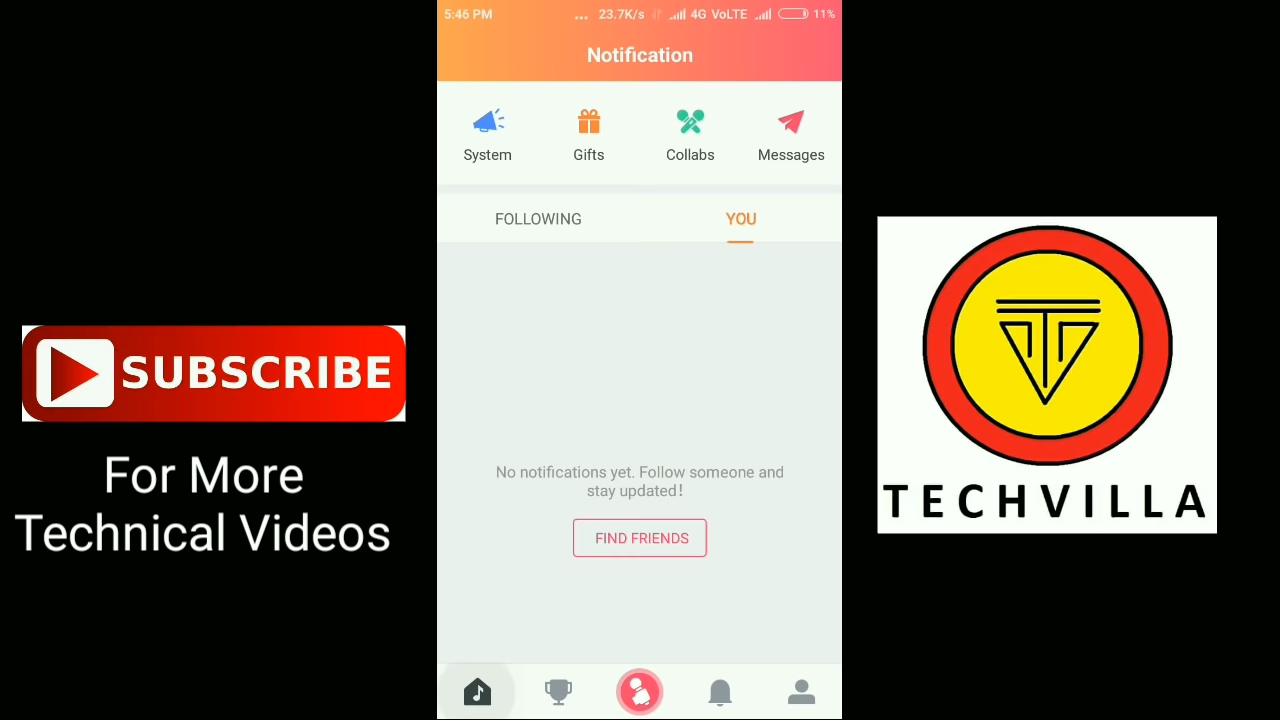 5:46 PM
... 23.7K/s 4G VoLTE 11%
Notification
System
Gifts
Collabs
Messages
FOLLOWING
YOU
No notifications yet. Follow someone and
stay updated!
FIND FRIENDS
SUBSCRIBE
For More
Technical Videos
TECHVILLA